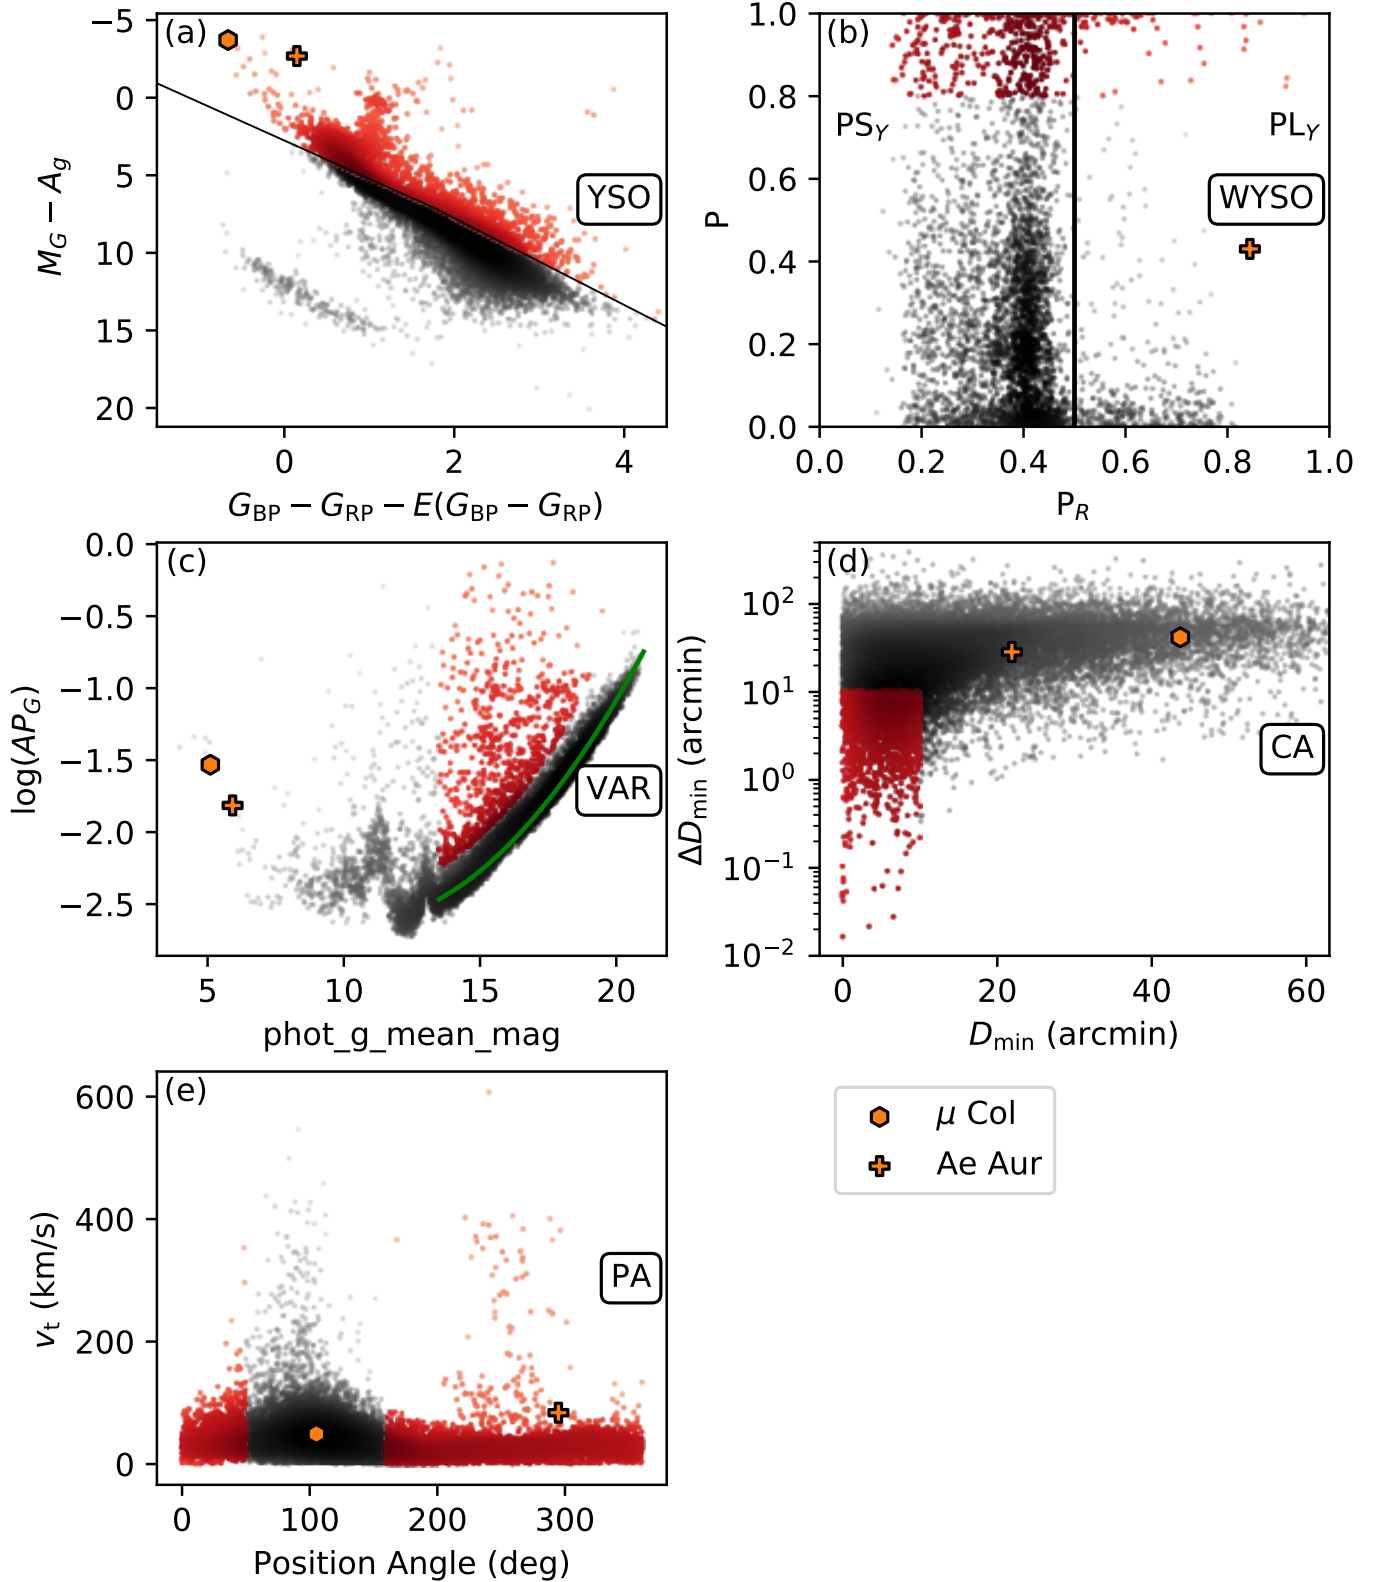 (a)
−5
0
5
10
15
20
M_G − A_g
YSO
0 2 4
G_BP − G_RP − E(G_BP − G_RP)
(b)
1.0
0.8
0.6
0.4
0.2
0.0
P
PS_Y
PL_Y
WYSO
0.0 0.2 0.4 0.6 0.8 1.0
P_R
(c)
0.0
−0.5
−1.0
−1.5
−2.0
−2.5
log(AP_G)
VAR
5 10 15 20
phot_g_mean_mag
(d)
10^2
10^1
10^0
10^−1
10^−2
ΔD_min (arcmin)
CA
0 20 40 60
D_min (arcmin)
(e)
600
400
200
0
v_t (km/s)
PA
0 100 200 300
Position Angle (deg)
μ Col
Ae Aur